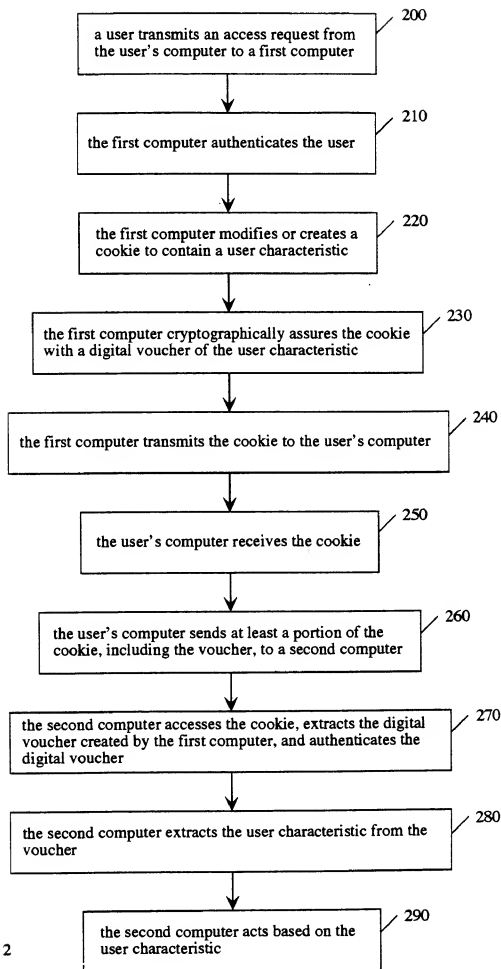 200
a user transmits an access request from
the user's computer to a first computer
210
the first computer authenticates the user
220
the first computer modifies or creates a
cookie to contain a user characteristic
230
the first computer cryptographically assures the cookie
with a digital voucher of the user characteristic
240
the first computer transmits the cookie to the user's computer
250
the user's computer receives the cookie
260
the user's computer sends at least a portion of the
cookie, including the voucher, to a second computer
270
the second computer accesses the cookie, extracts the digital
voucher created by the first computer, and authenticates the
digital voucher
280
the second computer extracts the user characteristic from the
voucher
290
the second computer acts based on the
user characteristic
2